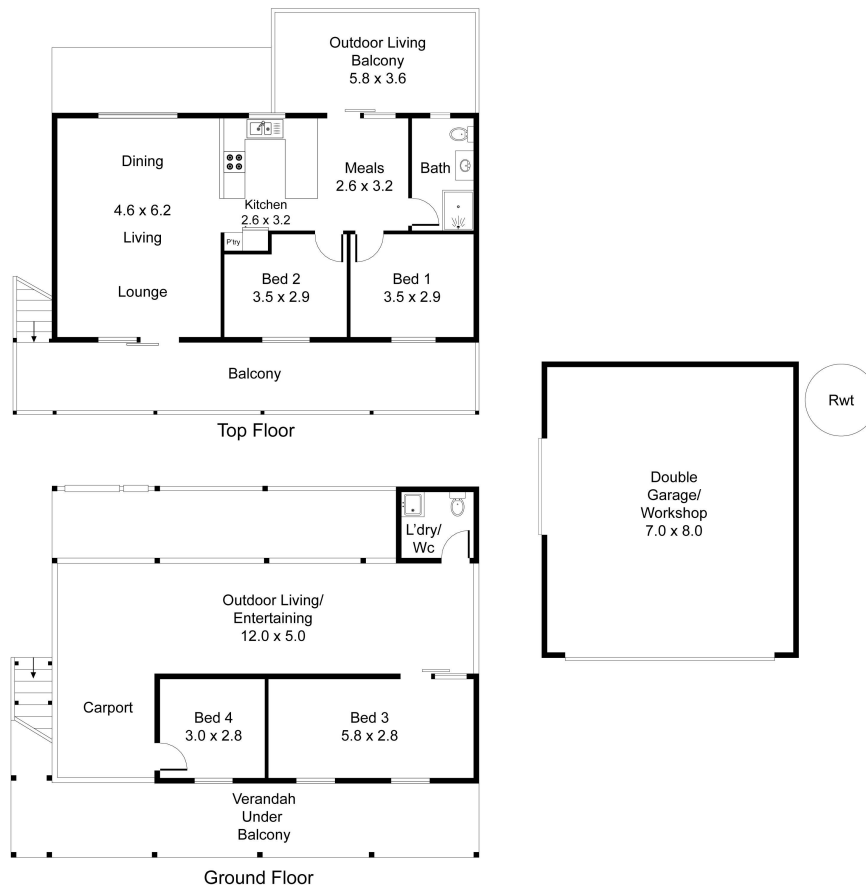 Outdoor Living
Balcony
5.8 x 3.6
Dining
4.6 x 6.2
Living
Lounge
Kitchen
2.6 x 3.2
Meals
2.6 x 3.2
Bath
P'try
Bed 2
3.5 x 2.9
Bed 1
3.5 x 2.9
Balcony
Top Floor
Rwt
Double
Garage/
Workshop
7.0 x 8.0
L'dry/
Wc
Outdoor Living/
Entertaining
12.0 x 5.0
Carport
Bed 4
3.0 x 2.8
Bed 3
5.8 x 2.8
Verandah
Under
Balcony
Ground Floor